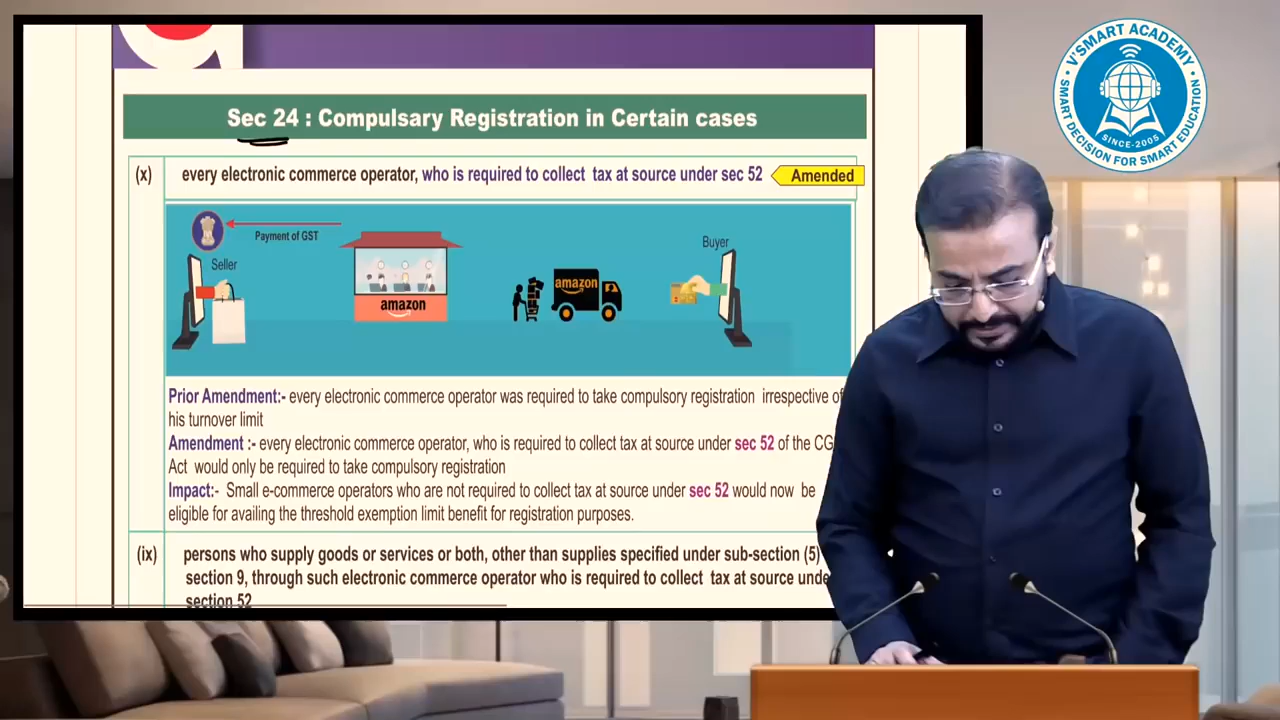 Sec 24 : Compulsary Registration in Certain cases
(x) every electronic commerce operator, who is required to collect tax at source under sec 52
Amended
Payment of GST
Seller
amazon
amazon
Buyer
Prior Amendment:- every electronic commerce operator was required to take compulsory registration irrespective of
his turnover limit
Amendment :- every electronic commerce operator, who is required to collect tax at source under sec 52 of the CG
Act would only be required to take compulsory registration
Impact:- Small e-commerce operators who are not required to collect tax at source under sec 52 would now be
eligible for availing the threshold exemption limit benefit for registration purposes.
(ix) persons who supply goods or services or both, other than supplies specified under sub-section (5)
section 9, through such electronic commerce operator who is required to collect tax at source unde
section 52
V'SMART ACADEMY
SMART DECISION FOR SMART EDUCATION
SINCE-2005